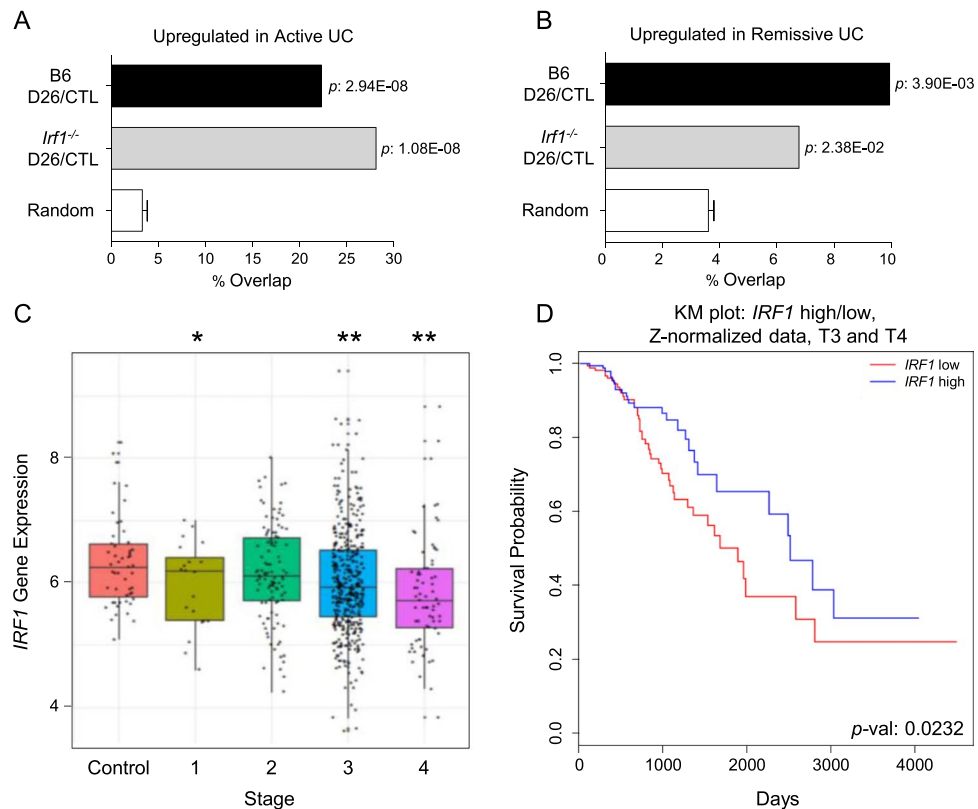 A
Upregulated in Active UC
B6
D26/CTL
p: 2.94E-08
Irf1-/-
D26/CTL
p: 1.08E-08
Random
0 5 10 15 20 25 30
% Overlap
B
Upregulated in Remissive UC
B6
D26/CTL
p: 3.90E-03
Irf1-/-
D26/CTL
p: 2.38E-02
Random
0 2 4 6 8 10
% Overlap
C
* ** **
IRF1 Gene Expression
8
6
4
Control 1 2 3 4
Stage
D
KM plot: IRF1 high/low,
Z-normalized data, T3 and T4
IRF1 low
IRF1 high
Survival Probability
1.0
0.8
0.6
0.4
0.2
0.0
p-val: 0.0232
0 1000 2000 3000 4000
Days